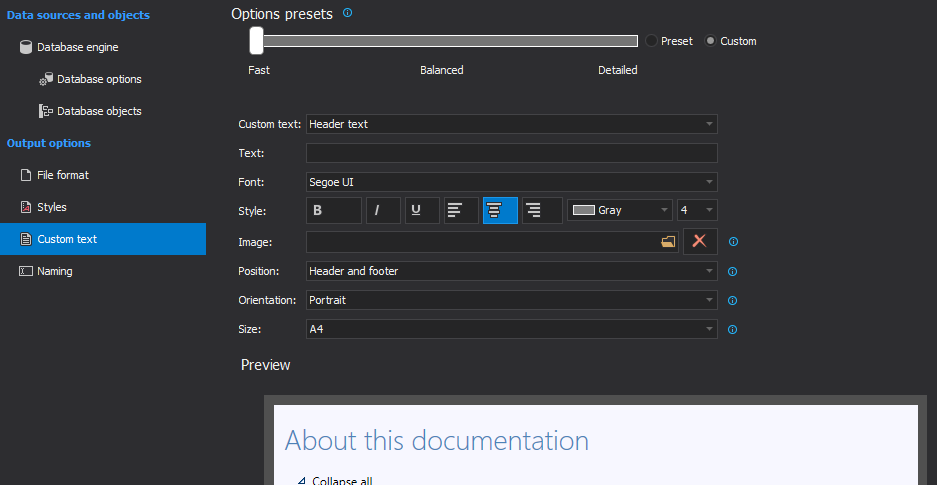 Data sources and objects
Database engine
Database options
Database objects
Output options
File format
Styles
Custom text
Naming
Options presets
Preset
Custom
Fast
Balanced
Detailed
Custom text: Header text
Text:
Font: Segoe UI
Style: B I U Gray 4
Image:
Position: Header and footer
Orientation: Portrait
Size: A4
Preview
About this documentation
Collapse all